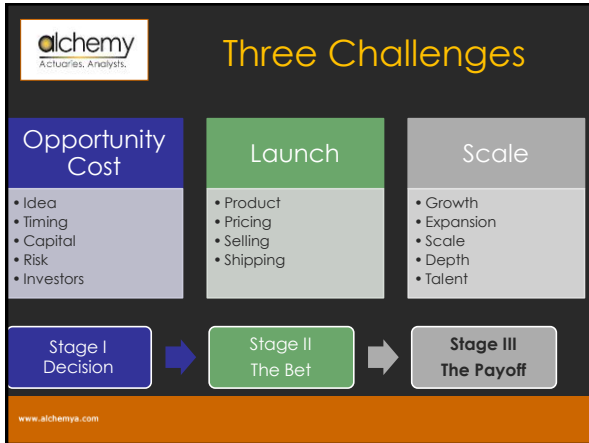 alchemy
Actuaries. Analysts.
Three Challenges
Opportunity
Cost
• Idea
• Timing
• Capital
• Risk
• Investors
Launch
• Product
• Pricing
• Selling
• Shipping
Scale
• Growth
• Expansion
• Scale
• Depth
• Talent
Stage I
Decision
Stage II
The Bet
Stage III
The Payoff
www.alchemya.com